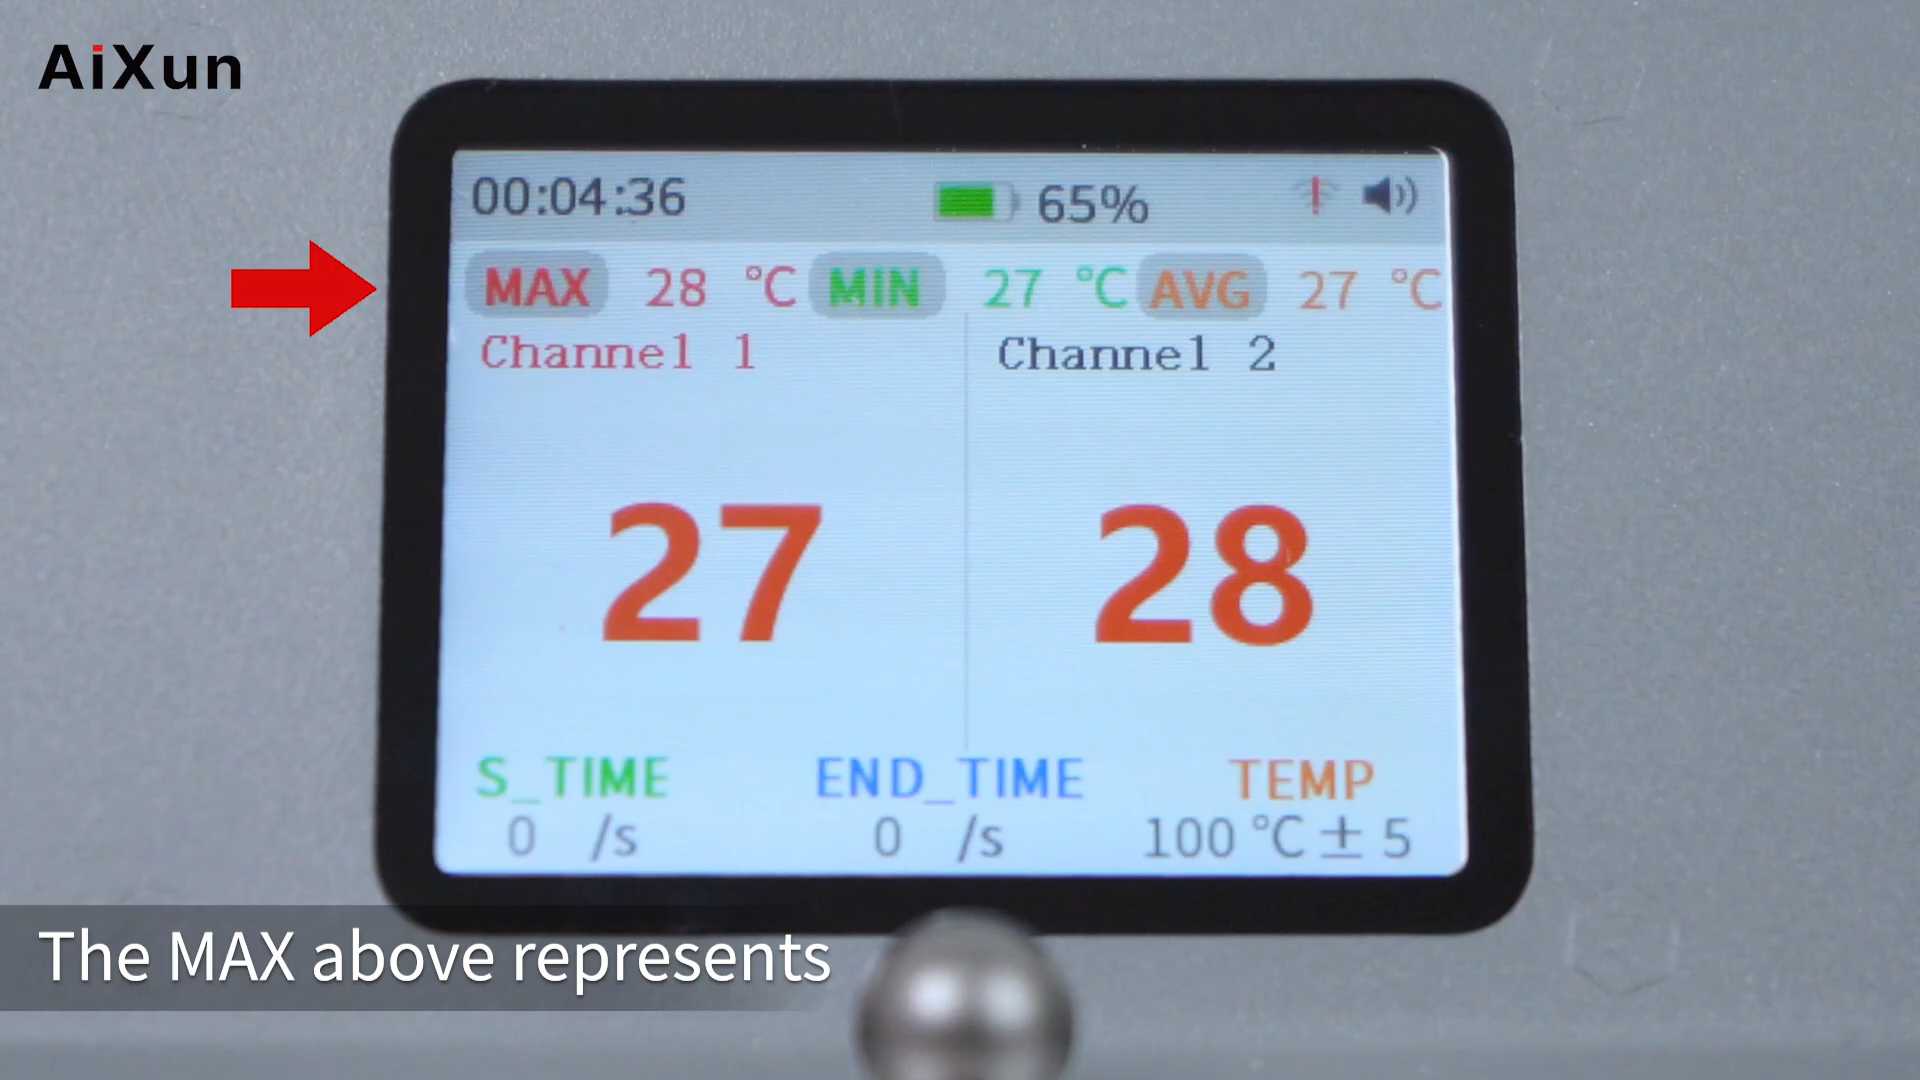 AiXun
00:04:36 65%
MAX 28 °C MIN 27 °C AVG 27 °C
Channel 1 Channel 2
27 28
S_TIME END_TIME TEMP
0 /s 0 /s 100 °C ± 5
The MAX above represents